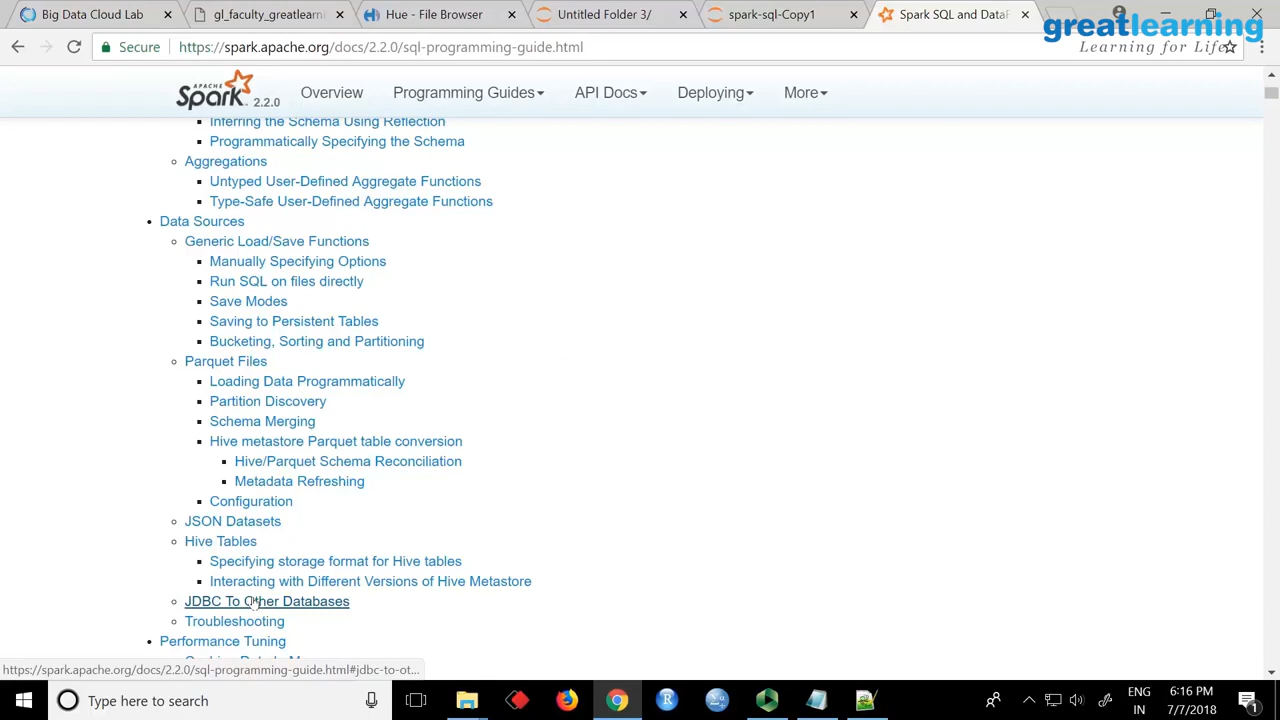 Big Data Cloud Lab
gl_faculty_greatlearni
Hue - File Browser
Untitled Folder 3/
spark-sql-Copy1
Spark SQL and DataF
greatlearning
Learning for Life
Secure
https://spark.apache.org/docs/2.2.0/sql-programming-guide.html
APACHE
Spark 2.2.0
Overview
Programming Guides
API Docs
Deploying
More
Inferring the Schema Using Reflection
Programmatically Specifying the Schema
Aggregations
Untyped User-Defined Aggregate Functions
Type-Safe User-Defined Aggregate Functions
Data Sources
Generic Load/Save Functions
Manually Specifying Options
Run SQL on files directly
Save Modes
Saving to Persistent Tables
Bucketing, Sorting and Partitioning
Parquet Files
Loading Data Programmatically
Partition Discovery
Schema Merging
Hive metastore Parquet table conversion
Hive/Parquet Schema Reconciliation
Metadata Refreshing
Configuration
JSON Datasets
Hive Tables
Specifying storage format for Hive tables
Interacting with Different Versions of Hive Metastore
JDBC To Other Databases
Troubleshooting
Performance Tuning
https://spark.apache.org/docs/2.2.0/sql-programming-guide.html#jdbc-to-ot...
Type here to search
ENG
IN
6:16 PM
7/7/2018
1